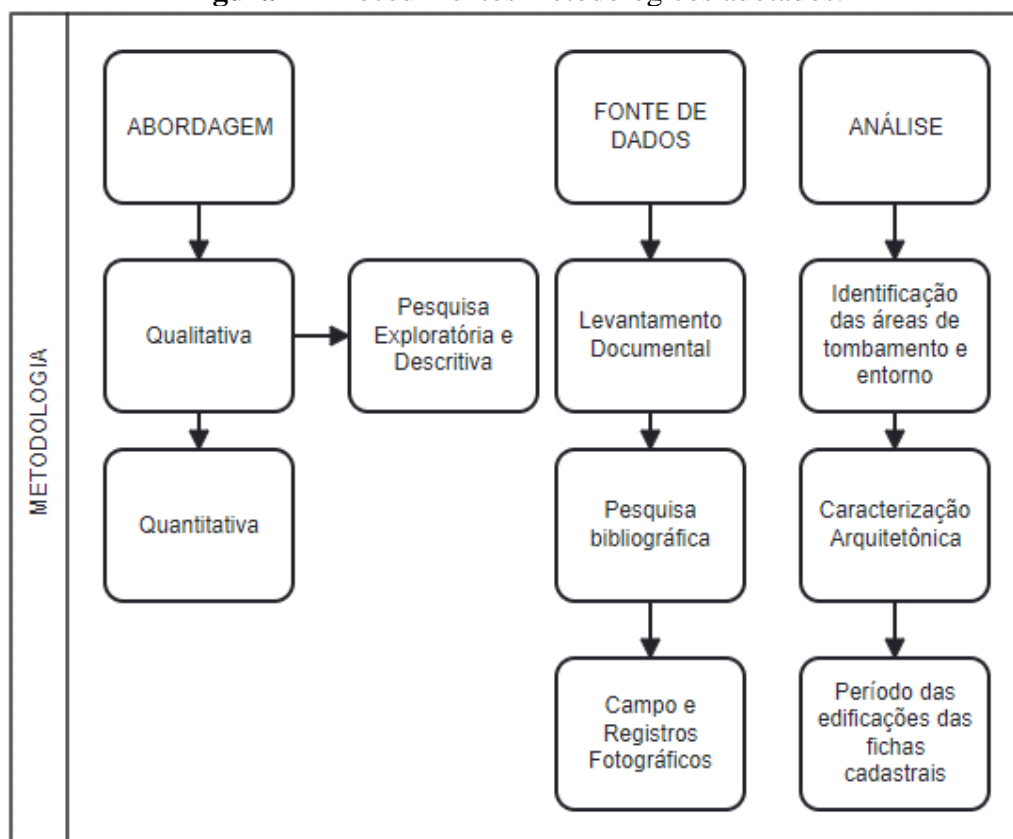 METODOLOGIA
ABORDAGEM
Qualitativa
Quantitativa
Pesquisa
Exploratória e
Descritiva
FONTE DE
DADOS
Levantamento
Documental
Pesquisa
bibliográfica
Campo e
Registros
Fotográficos
ANÁLISE
Identificação
das áreas de
tombamento e
entorno
Caracterização
Arquitetônica
Período das
edificações das
fichas
cadastrais